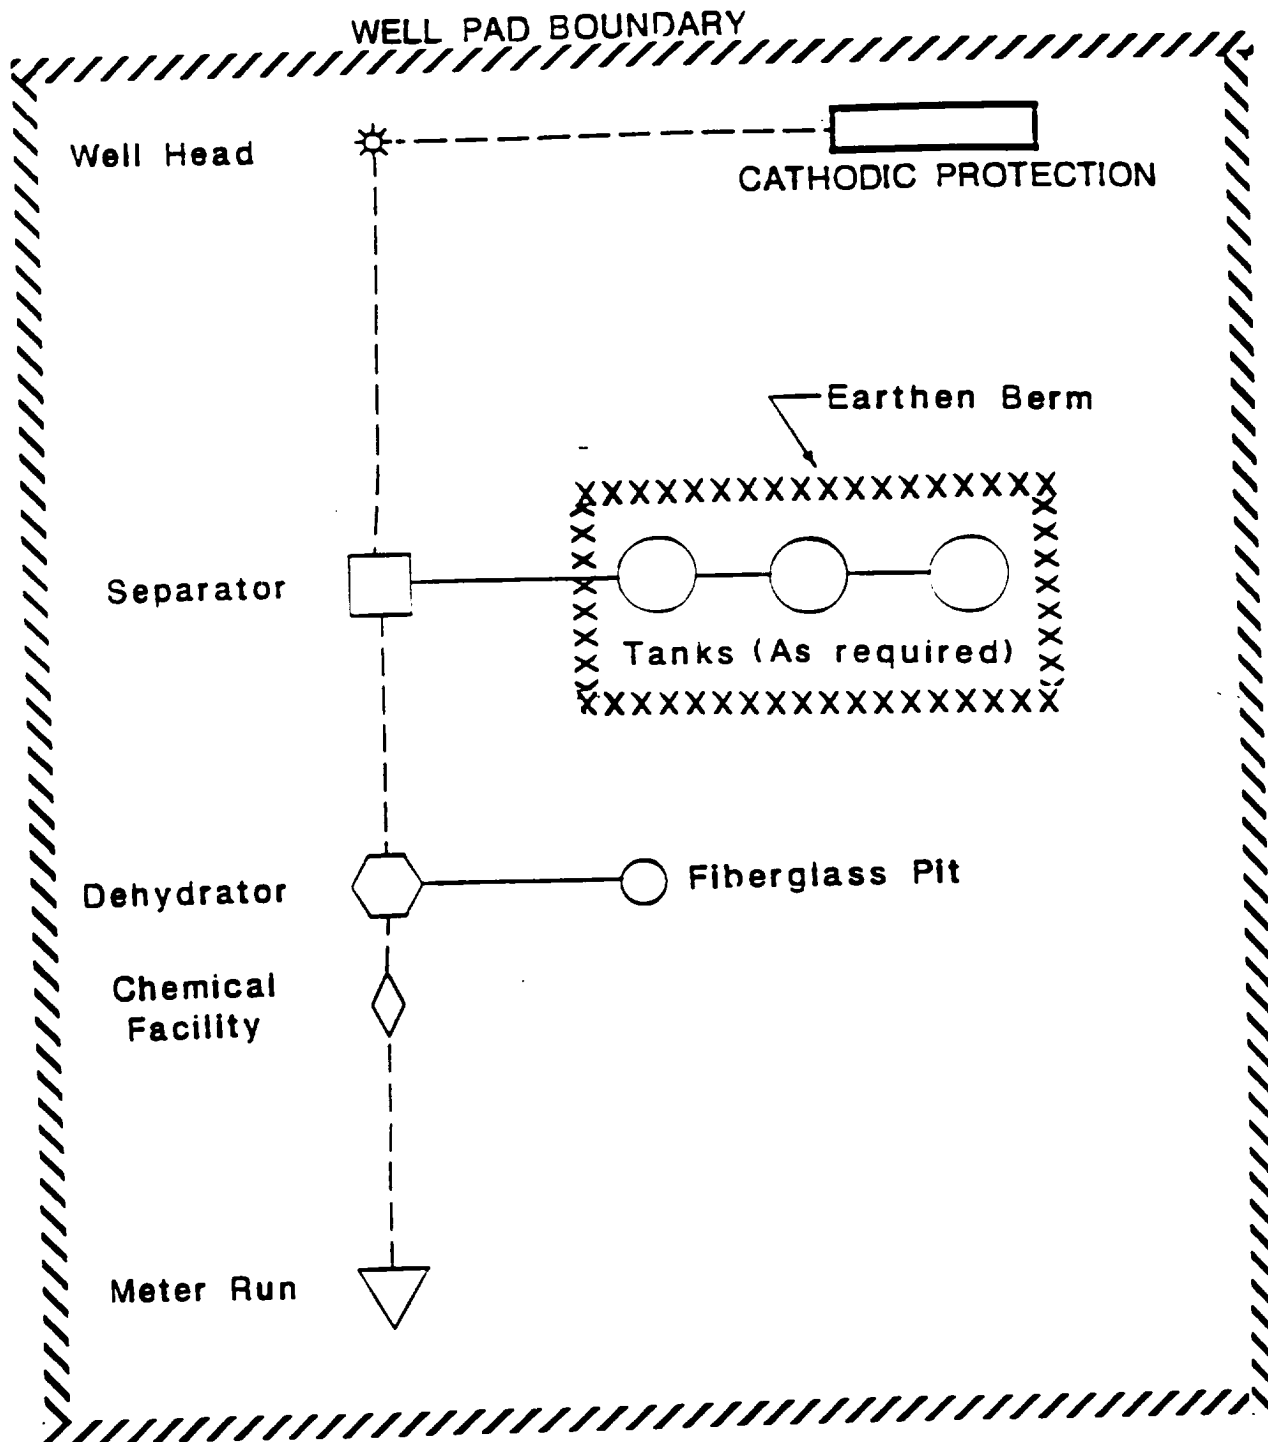 WELL PAD BOUNDARY
Well Head
CATHODIC PROTECTION
Earthen Berm
Separator
Tanks (As required)
Dehydrator
Fiberglass Pit
Chemical
Facility
Meter Run